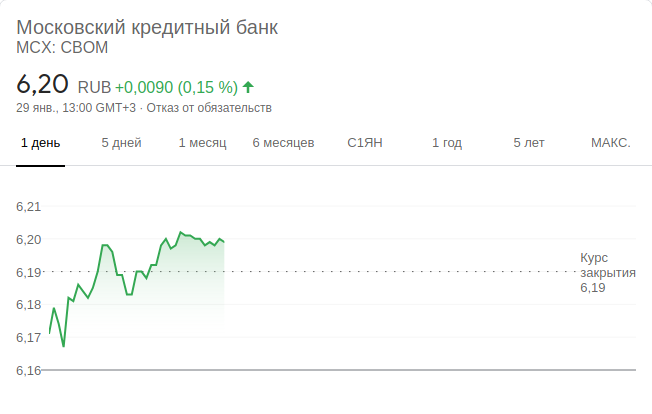 Московский кредитный банк
MCX: CBOM
6,20 RUB +0,0090 (0,15 %)
29 янв., 13:00 GMT+3 · Отказ от обязательств
1 день 5 дней 1 месяц 6 месяцев С1ЯН 1 год 5 лет МАКС.
6,21
6,20
6,19
6,18
6,17
6,16
Курс
закрытия
6,19